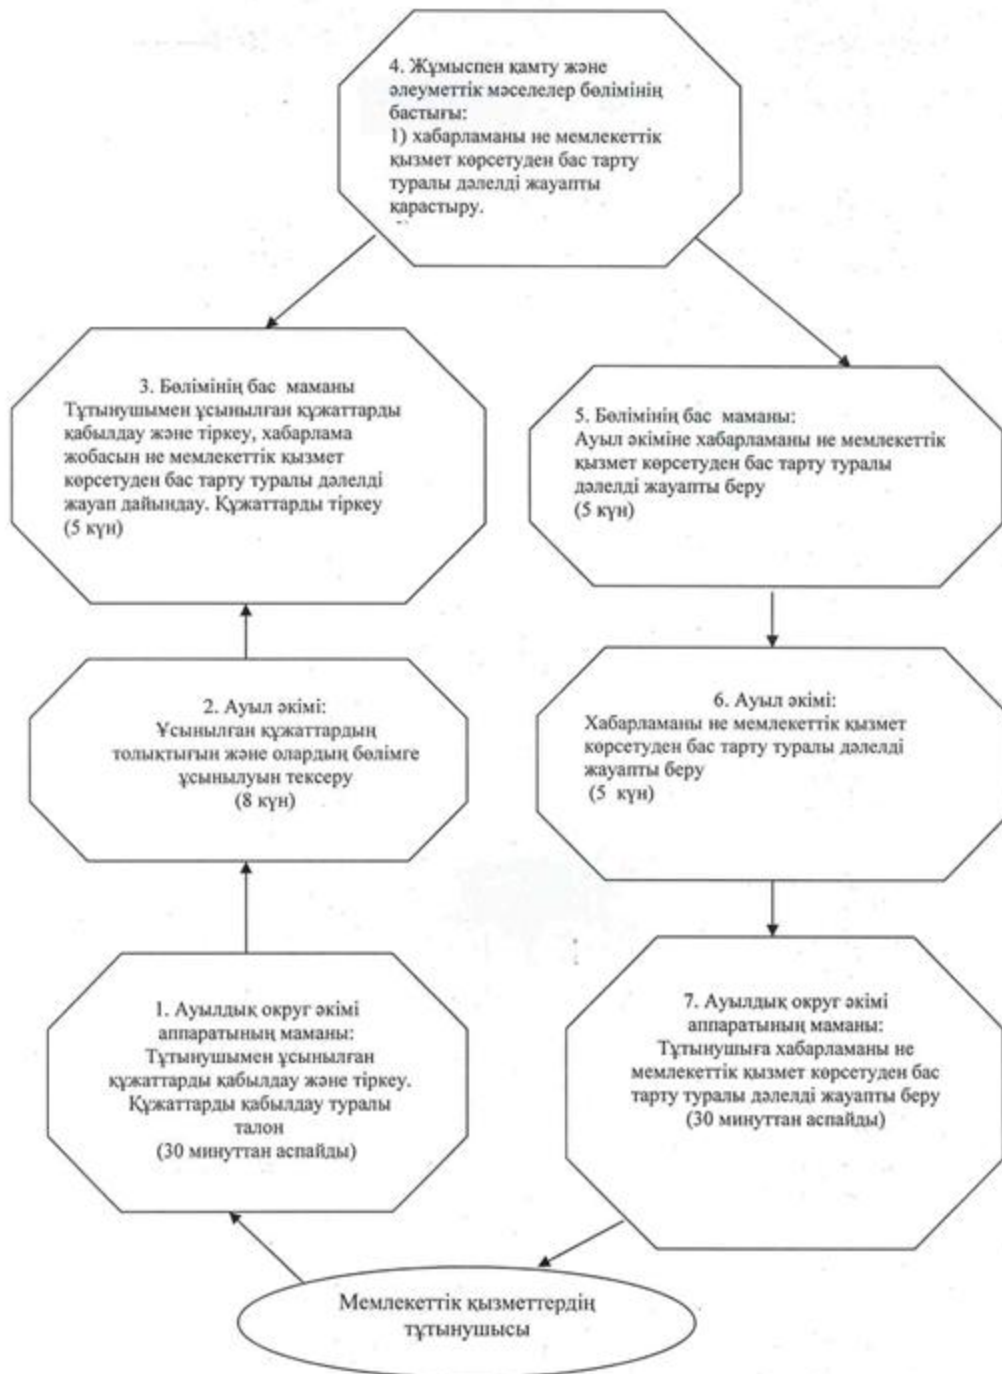 4. Жұмыспен қамту және
әлеуметтік мәселелер бөлімінің
бастығы:
1) хабарламаны не мемлекеттік
қызмет көрсетуден бас тарту
туралы дәлелді жауапты
қарастыру.
3. Бөлімінің бас маманы
Тұтынушымен ұсынылған құжаттарды
қабылдау және тіркеу, хабарлама
жобасын не мемлекеттік қызмет
көрсетуден бас тарту туралы дәлелді
жауап дайындау. Құжаттарды тіркеу
(5 күн)
5. Бөлімінің бас маманы:
Ауыл әкіміне хабарламаны не мемлекеттік
қызмет көрсетуден бас тарту туралы
дәлелді жауапты беру
(5 күн)
2. Ауыл әкімі:
Ұсынылған құжаттардың
толықтығын және олардың бөлімге
ұсынылуын тексеру
(8 күн)
6. Ауыл әкімі:
Хабарламаны не мемлекеттік қызмет
көрсетуден бас тарту туралы дәлелді
жауапты беру
(5 күн)
1. Ауылдық округ әкімі
аппаратының маманы:
Тұтынушымен ұсынылған
құжаттарды қабылдау және тіркеу.
Құжаттарды қабылдау туралы
талон
(30 минуттан аспайды)
7. Ауылдық округ әкімі
аппаратының маманы:
Тұтынушыға хабарламаны не
мемлекеттік қызмет көрсетуден бас
тарту туралы дәлелді жауапты беру
(30 минуттан аспайды)
Мемлекеттік қызметтердің
тұтынушысы